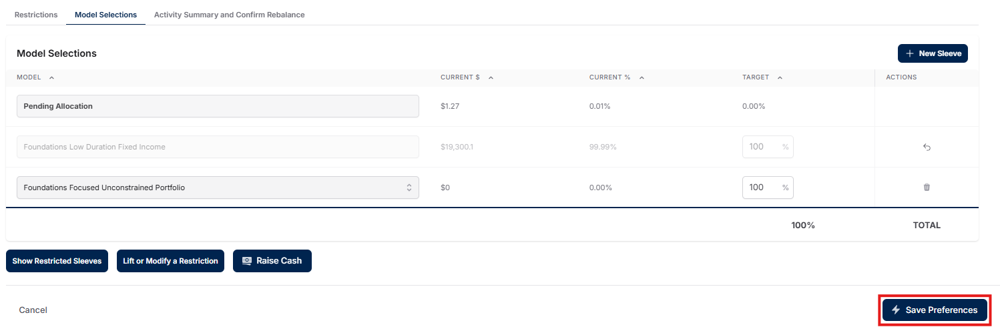 Restrictions Model Selections Activity Summary and Confirm Rebalance
Model Selections New Sleeve
MODEL CURRENT $ CURRENT % TARGET ACTIONS
Pending Allocation $1.27 0.01% 0.00%
Foundations Low Duration Fixed Income $19,300.1 99.99% 100 %
Foundations Focused Unconstrained Portfolio $0 0.00% 100 %
100% TOTAL
Show Restricted Sleeves Lift or Modify a Restriction Raise Cash
Cancel Save Preferences